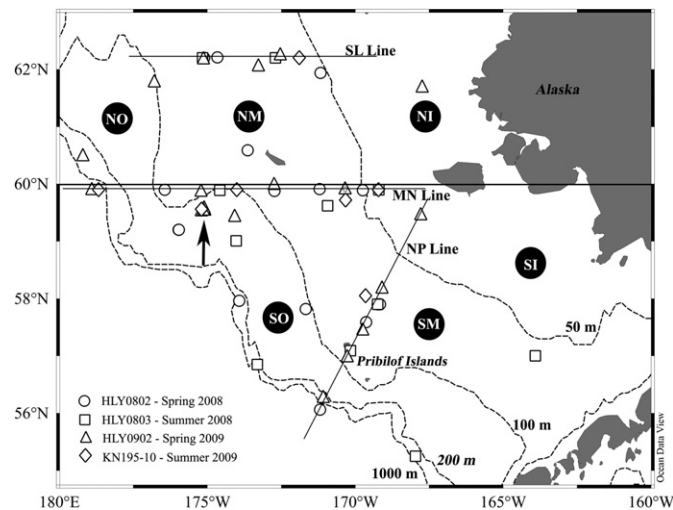 62°N
60°N
58°N
56°N
180°E
175°W
170°W
165°W
160°W
SL Line
Alaska
NO
NM
NI
MN Line
NP Line
SI
SO
SM
50 m
Pribilof Islands
100 m
200 m
1000 m
HLY0802 - Spring 2008
HLY0803 - Summer 2008
HLY0902 - Spring 2009
KN195-10 - Summer 2009
Ocean Data View